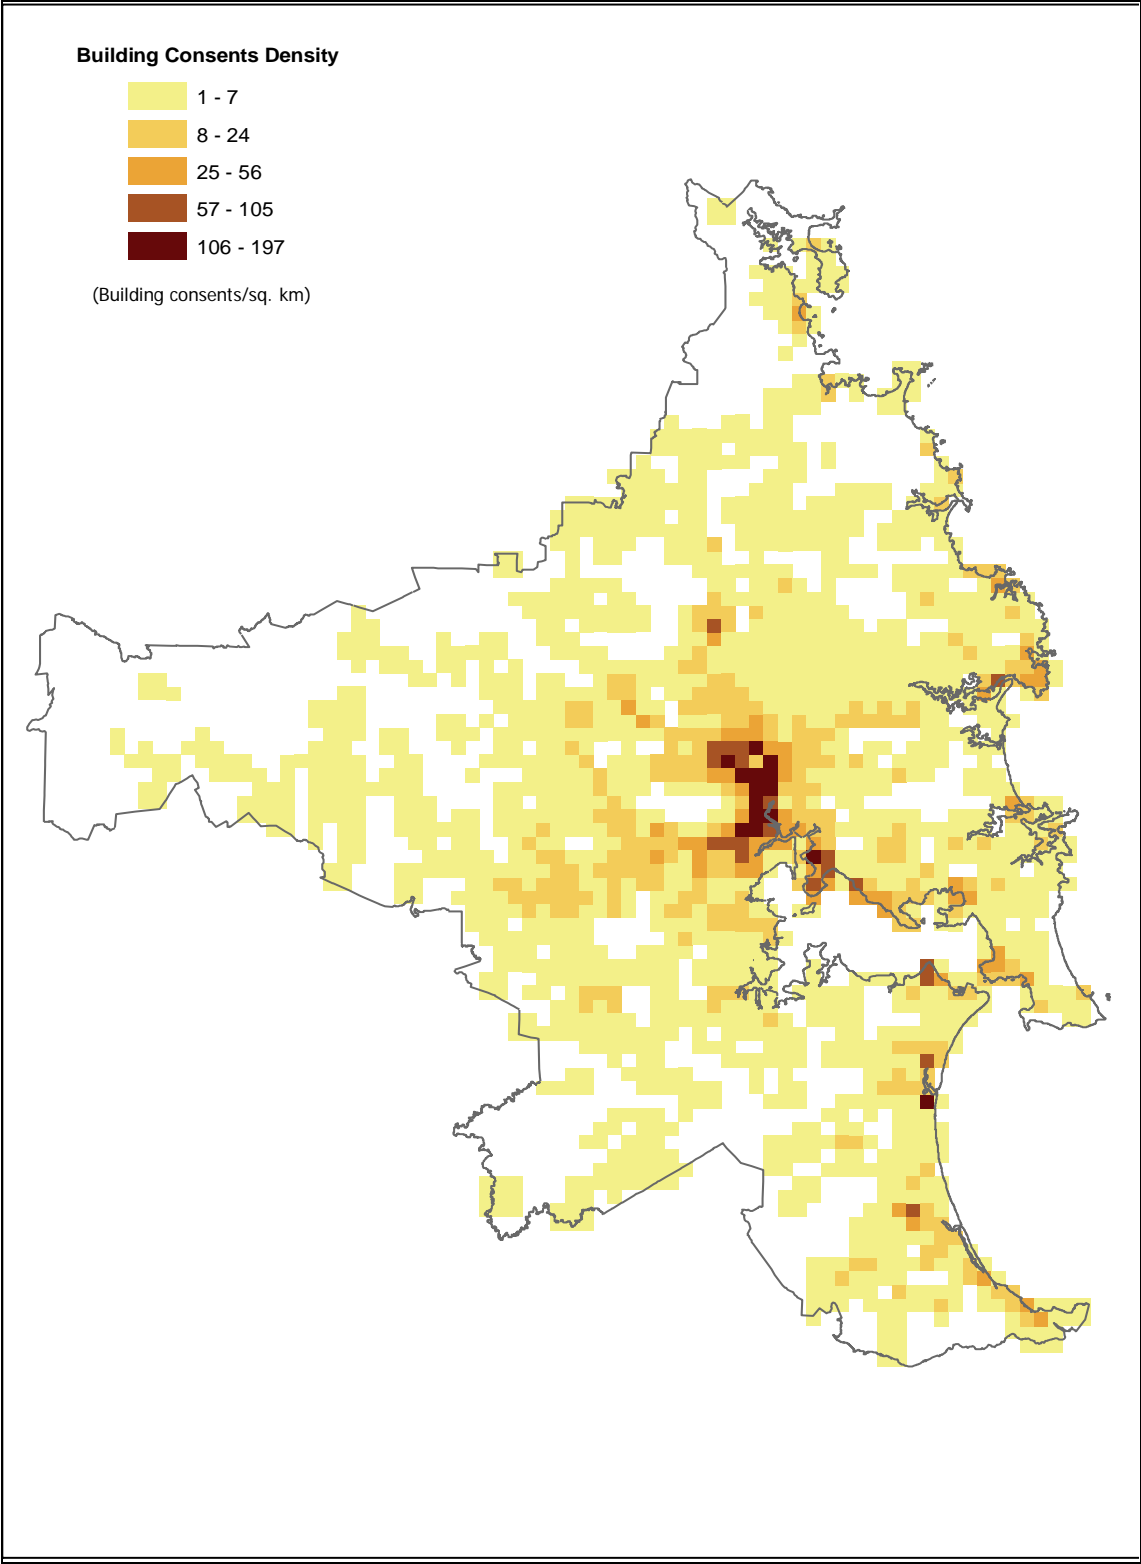 Building Consents Density
1 - 7
8 - 24
25 - 56
57 - 105
106 - 197
(Building consents/sq. km)